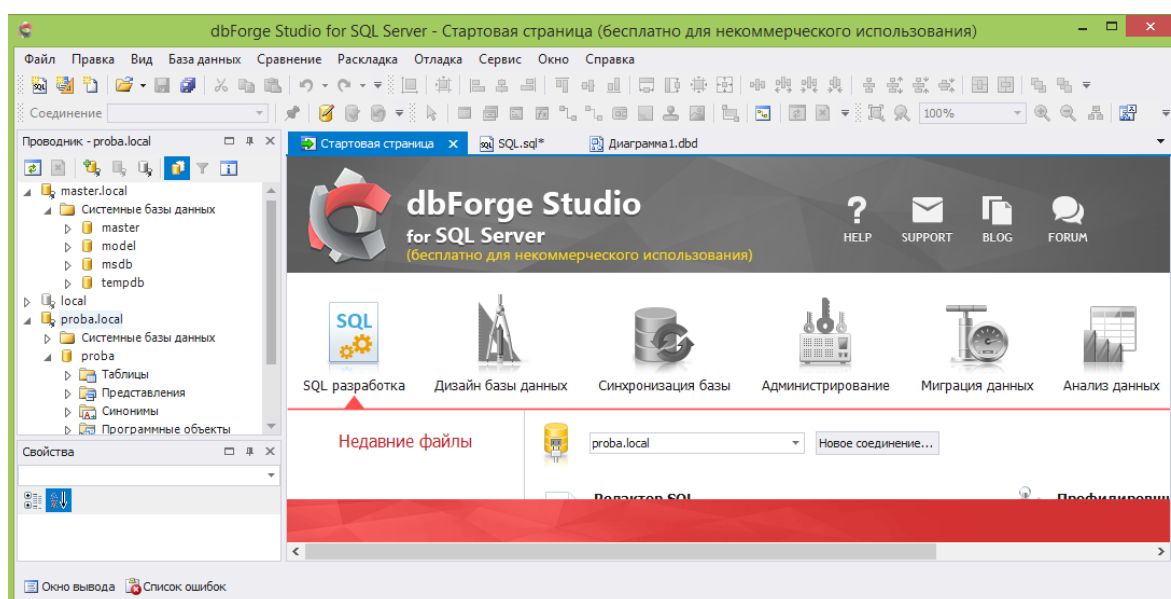 dbForge Studio for SQL Server - Стартовая страница (бесплатно для некоммерческого использования)
Файл Правка Вид База данных Сравнение Раскладка Отладка Сервис Окно Справка
Соединение 100%
Проводник - proba.local
Стартовая страница SQL.sql* Диаграмма1.dbd
master.local
Системные базы данных
master
model
msdb
tempdb
local
proba.local
Системные базы данных
proba
Таблицы
Представления
Синонимы
Программные объекты
Свойства
dbForge Studio
for SQL Server
(бесплатно для некоммерческого использования)
HELP SUPPORT BLOG FORUM
SQL
SQL разработка Дизайн базы данных Синхронизация базы Администрирование Миграция данных Анализ данных
Недавние файлы
proba.local Новое соединение...
Редактор SQL
Окно вывода Список ошибок